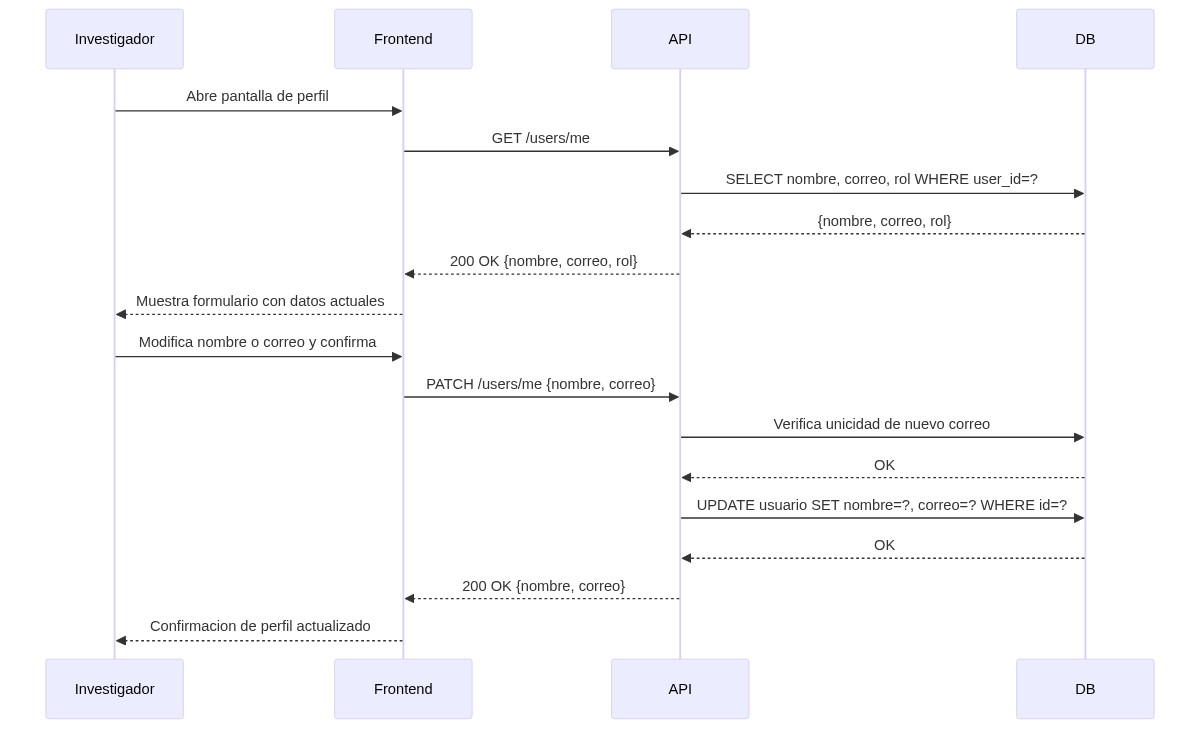 Investigador
Frontend
API
DB
Abre pantalla de perfil
GET /users/me
SELECT nombre, correo, rol WHERE user_id=?
{nombre, correo, rol}
200 OK {nombre, correo, rol}
Muestra formulario con datos actuales
Modifica nombre o correo y confirma
PATCH /users/me {nombre, correo}
Verifica unicidad de nuevo correo
OK
UPDATE usuario SET nombre=?, correo=? WHERE id=?
OK
200 OK {nombre, correo}
Confirmacion de perfil actualizado
Investigador
Frontend
API
DB